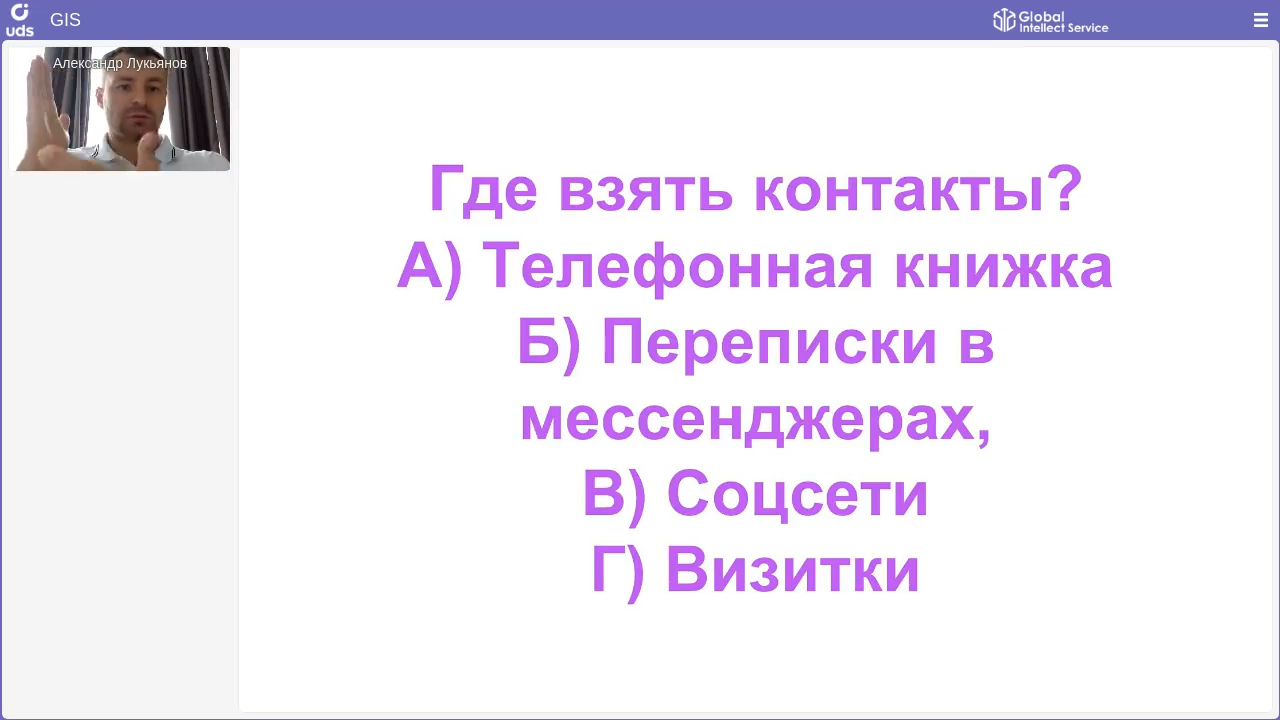 uds
GIS
Global
Intellect Service
Александр Лукьянов
Где взять контакты?
А) Телефонная книжка
Б) Переписки в
мессенджерах,
В) Соцсети
Г) Визитки